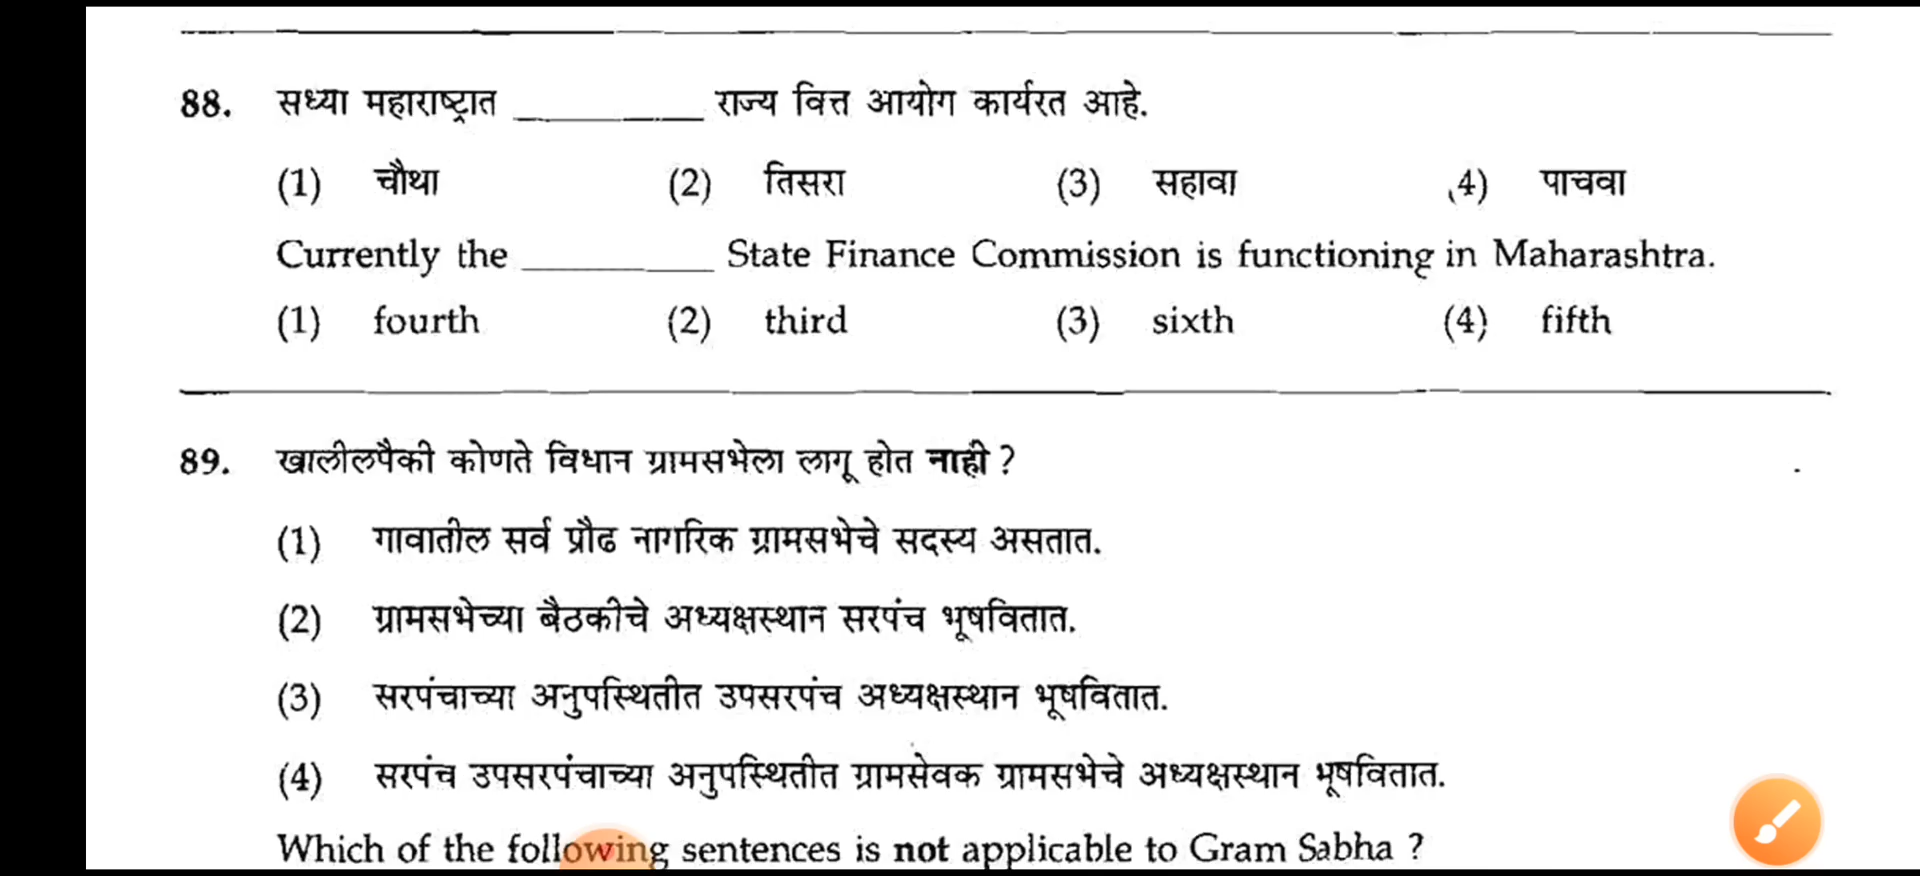 88. सध्या महाराष्ट्रात __________ राज्य वित्त आयोग कार्यरत आहे.
(1) चौथा (2) तिसरा (3) सहावा (4) पाचवा
Currently the __________ State Finance Commission is functioning in Maharashtra.
(1) fourth (2) third (3) sixth (4) fifth
89. खालीलपैकी कोणते विधान ग्रामसभेला लागू होत नाही ?
(1) गावातील सर्व प्रौढ नागरिक ग्रामसभेचे सदस्य असतात.
(2) ग्रामसभेच्या बैठकीचे अध्यक्षस्थान सरपंच भूषवितात.
(3) सरपंचाच्या अनुपस्थितीत उपसरपंच अध्यक्षस्थान भूषवितात.
(4) सरपंच उपसरपंचाच्या अनुपस्थितीत ग्रामसेवक ग्रामसभेचे अध्यक्षस्थान भूषवितात.
Which of the following sentences is not applicable to Gram Sabha ?